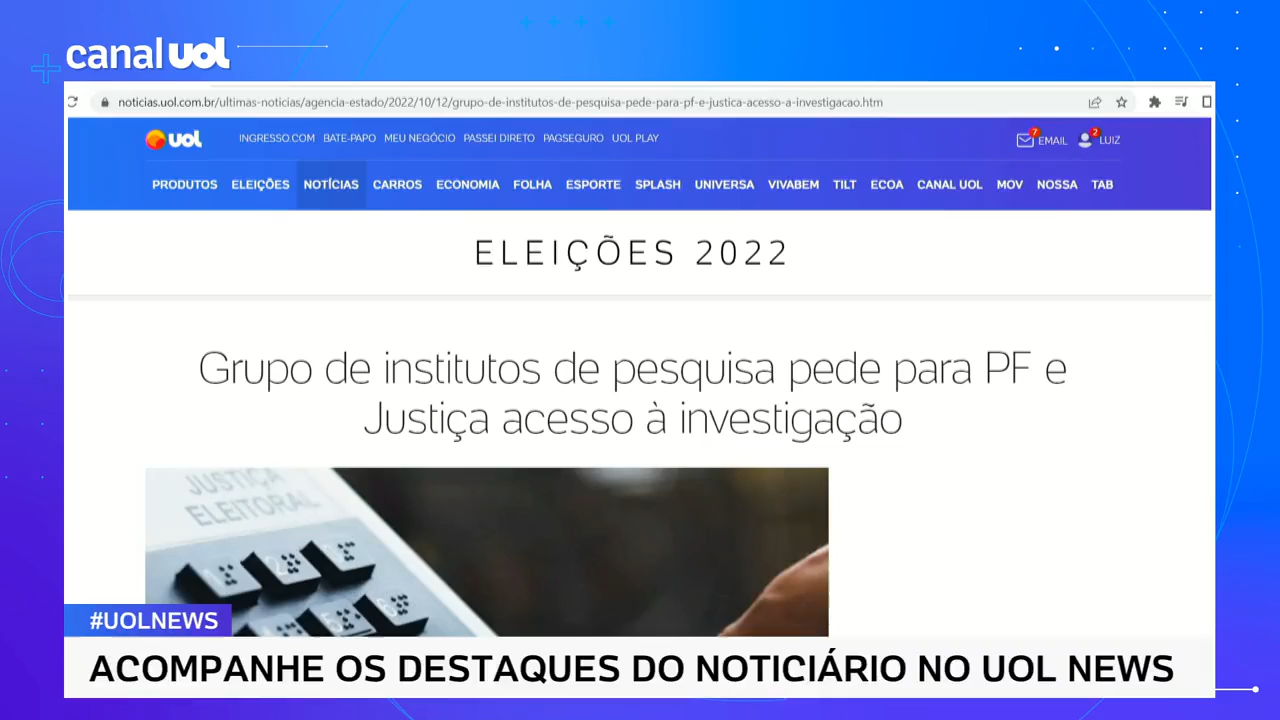 canal uol
noticias.uol.com.br/ultimas-noticias/agencia-estado/2022/10/12/grupo-de-institutos-de-pesquisa-pede-para-pf-e-justica-acesso-a-investigacao.htm
uol INGRESSO.COM BATE-PAPO MEU NEGÓCIO PASSEI DIRETO PAGSEGURO UOL PLAY 7 EMAIL 2 LUIZ
PRODUTOS ELEIÇÕES NOTÍCIAS CARROS ECONOMIA FOLHA ESPORTE SPLASH UNIVERSA VIVABEM TILT ECOA CANAL UOL MOV NOSSA TAB
ELEIÇÕES 2022
Grupo de institutos de pesquisa pede para PF e
Justiça acesso à investigação
JUSTIÇA
ELEITORAL
#UOLNEWS
ACOMPANHE OS DESTAQUES DO NOTICIÁRIO NO UOL NEWS